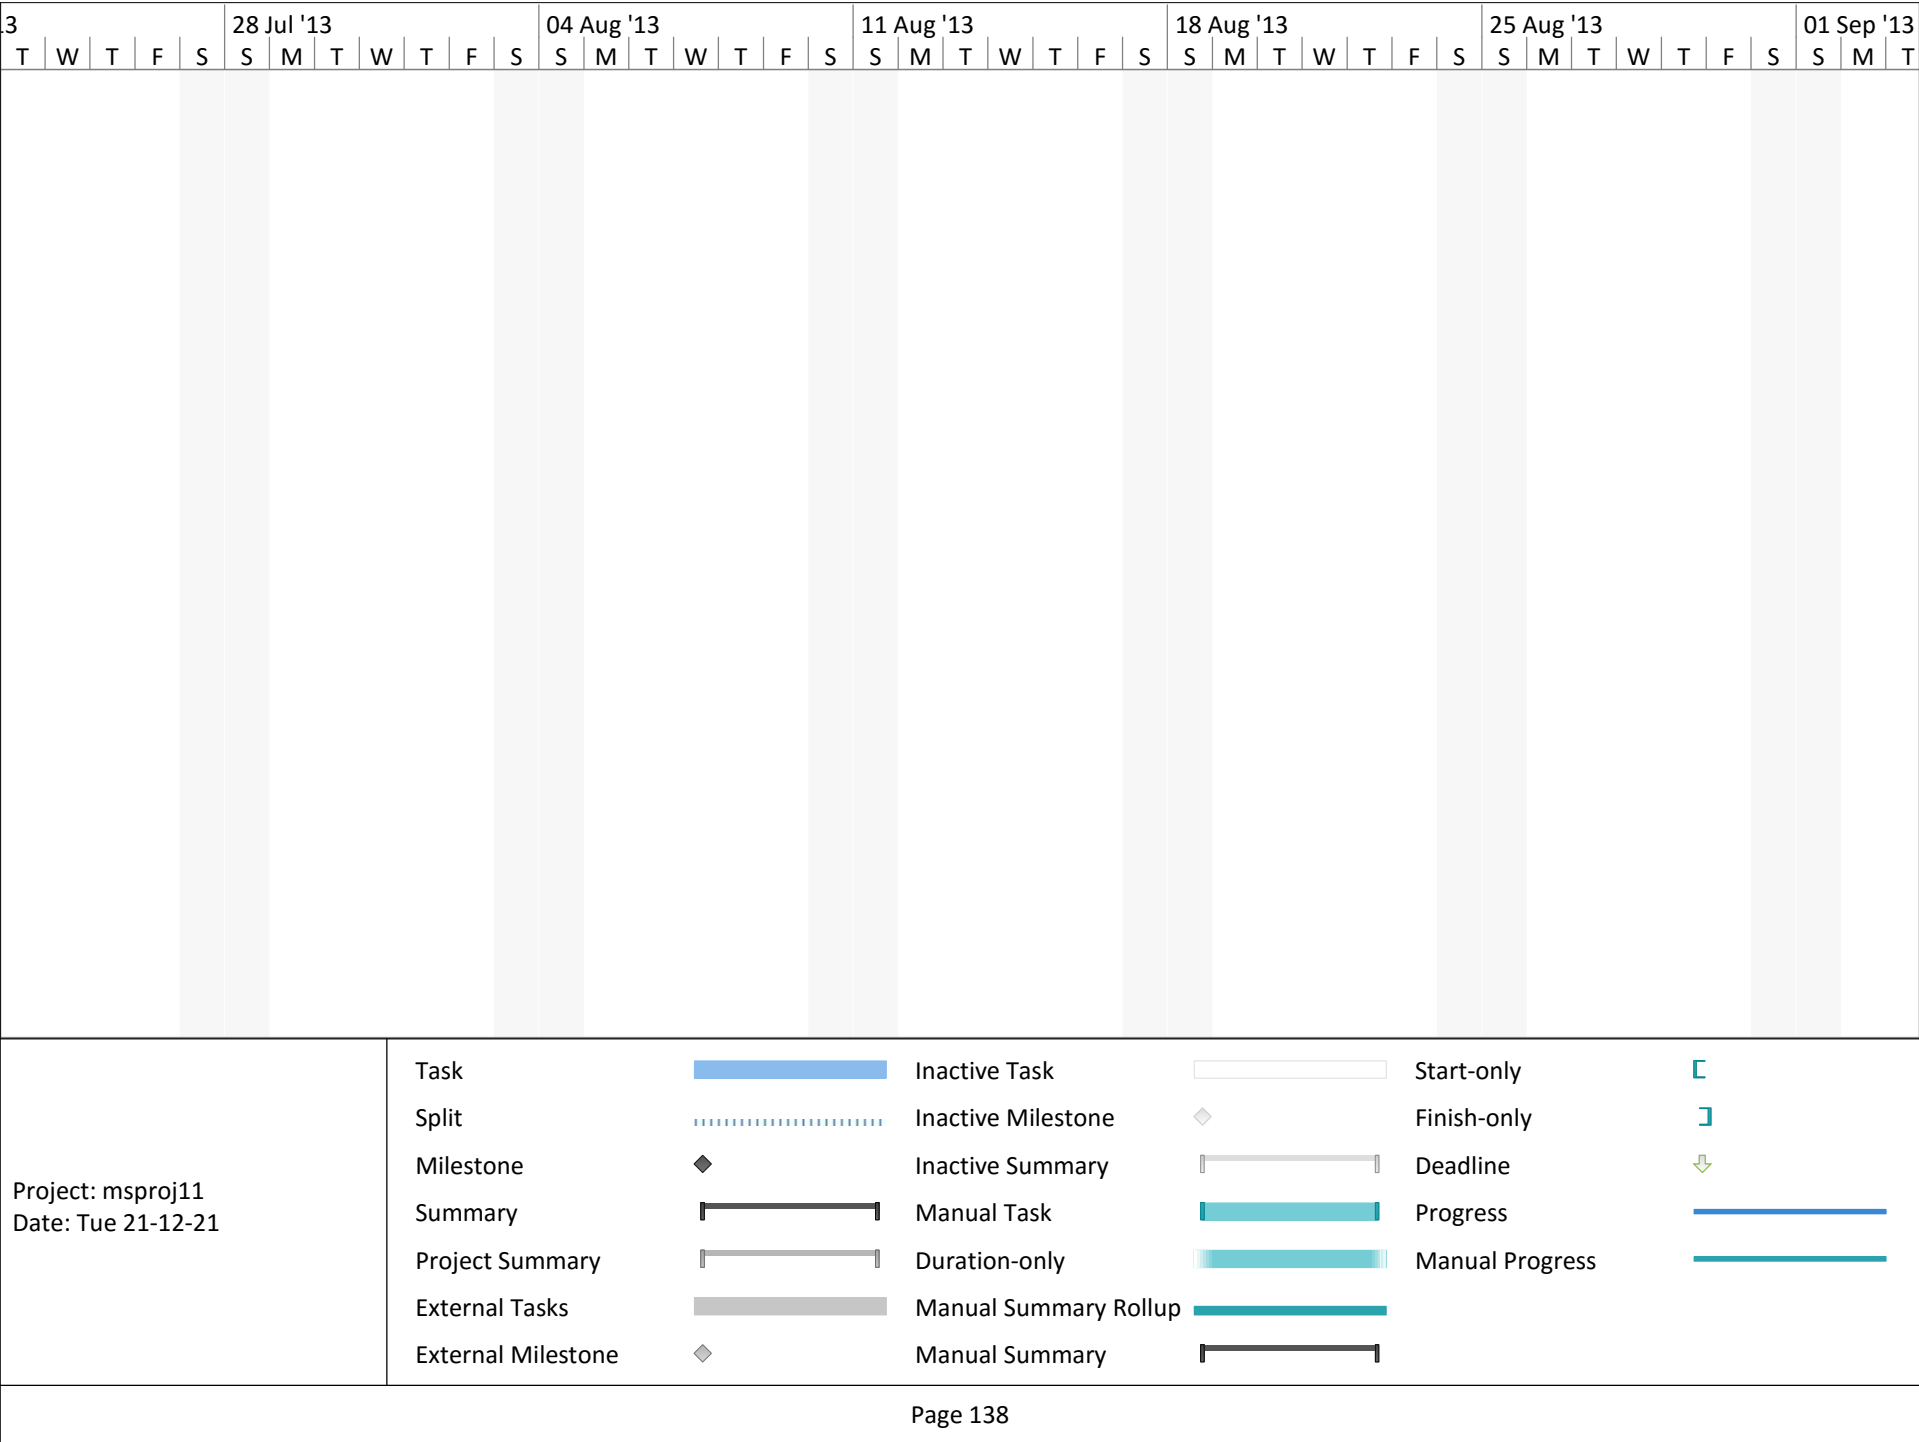 13 28 Jul '13 04 Aug '13 11 Aug '13 18 Aug '13 25 Aug '13 01 Sep '13
T W T F S S M T W T F S S M T W T F S S M T W T F S S M T W T F S S M T W T F S S M T
Task Inactive Task Start-only
Split Inactive Milestone Finish-only
Milestone Inactive Summary Deadline
Project: msproj11
Date: Tue 21-12-21
Summary Manual Task Progress
Project Summary Duration-only Manual Progress
External Tasks Manual Summary Rollup
External Milestone Manual Summary
Page 138